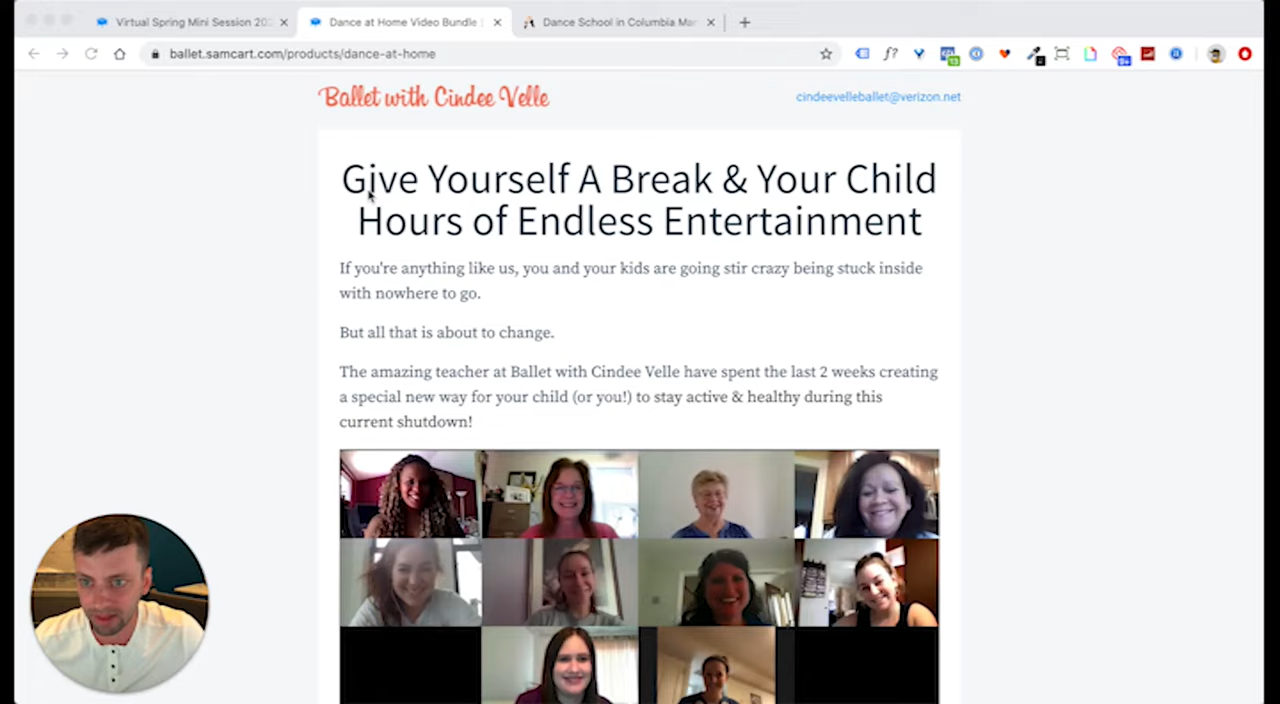 Virtual Spring Mini Session 202
Dance at Home Video Bundle
Dance School in Columbia Mar
ballet.samcart.com/products/dance-at-home
f?
13
9+
Ballet with Cindee Velle
cindeevelleballet@verizon.net
Give Yourself A Break & Your Child
Hours of Endless Entertainment
If you're anything like us, you and your kids are going stir crazy being stuck inside
with nowhere to go.
But all that is about to change.
The amazing teacher at Ballet with Cindee Velle have spent the last 2 weeks creating
a special new way for your child (or you!) to stay active & healthy during this
current shutdown!